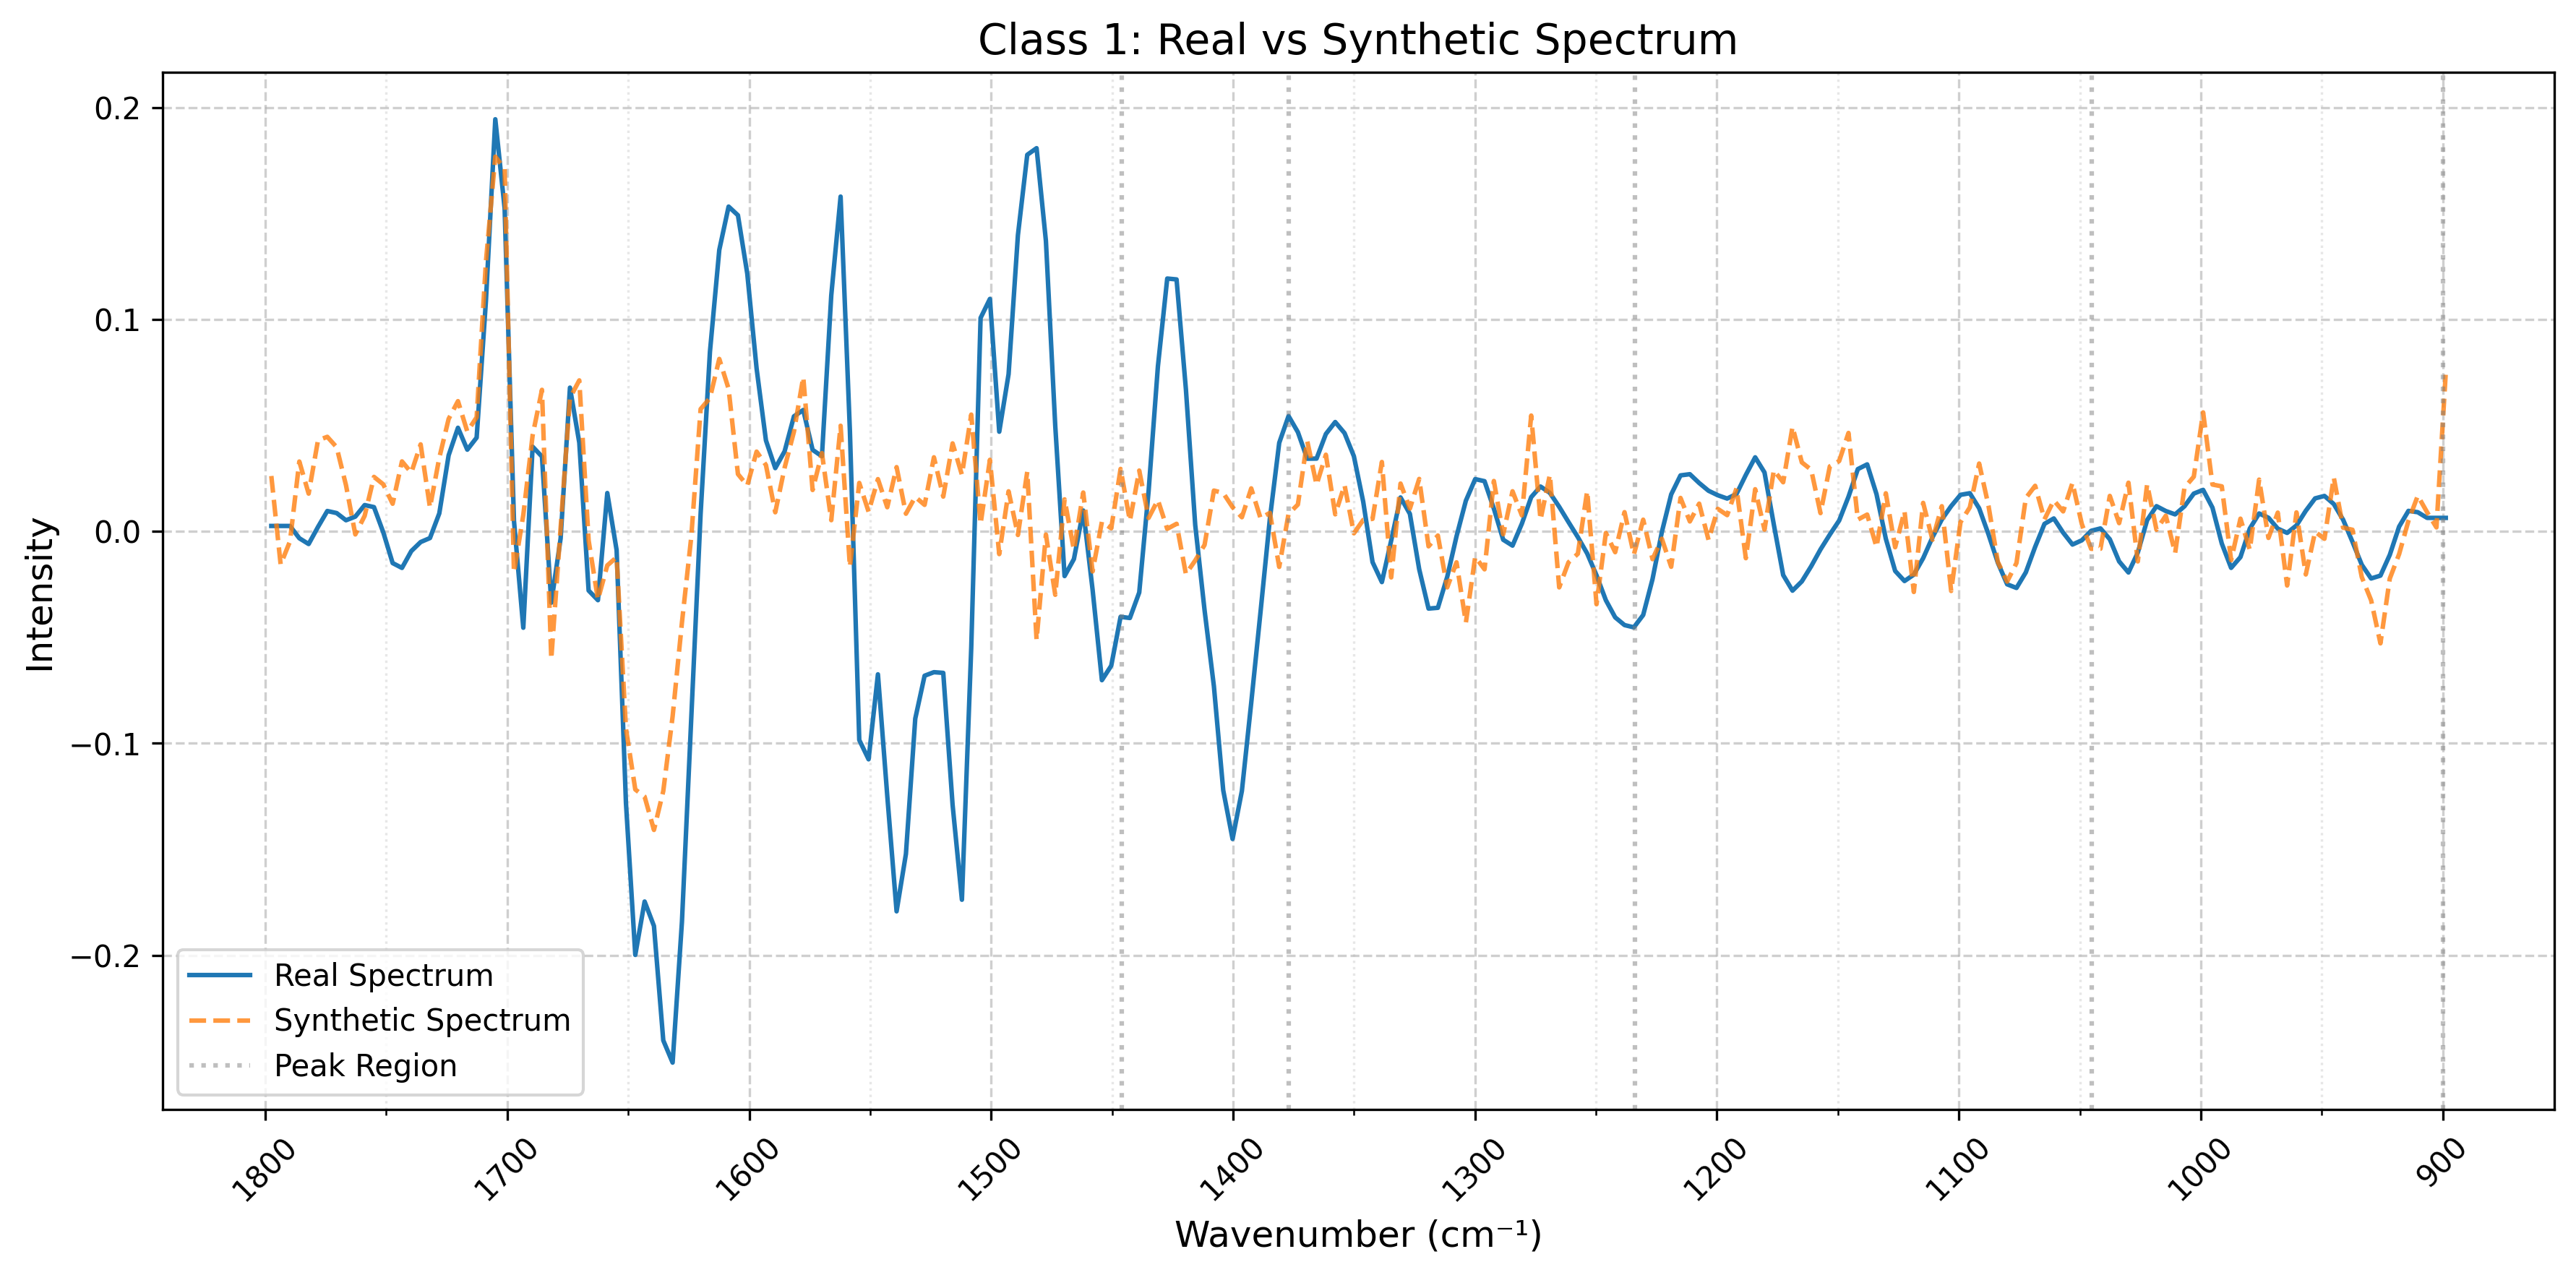 Class 1: Real vs Synthetic Spectrum
Intensity
0.2
0.1
0.0
−0.1
−0.2
Real Spectrum
Synthetic Spectrum
Peak Region
1800 1700 1600 1500 1400 1300 1200 1100 1000 900
Wavenumber (cm⁻¹)